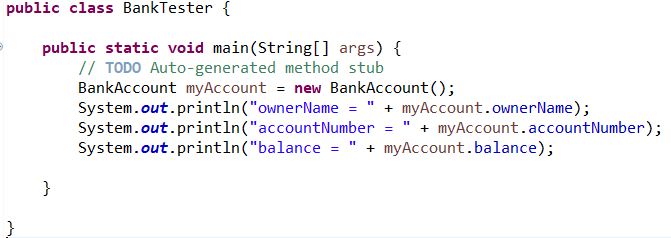 public class BankTester {
public static void main(String[] args) {
// TODO Auto-generated method stub
BankAccount myAccount = new BankAccount();
System.out.println("ownerName = " + myAccount.ownerName);
System.out.println("accountNumber = " + myAccount.accountNumber);
System.out.println("balance = " + myAccount.balance);
}
}